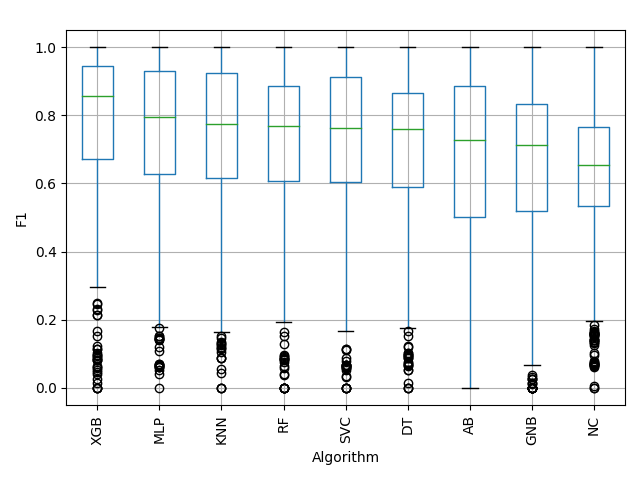 1.0
0.8
0.6
0.4
0.2
0.0
F1
XGB
MLP
KNN
RF
SVC
DT
AB
GNB
NC
Algorithm